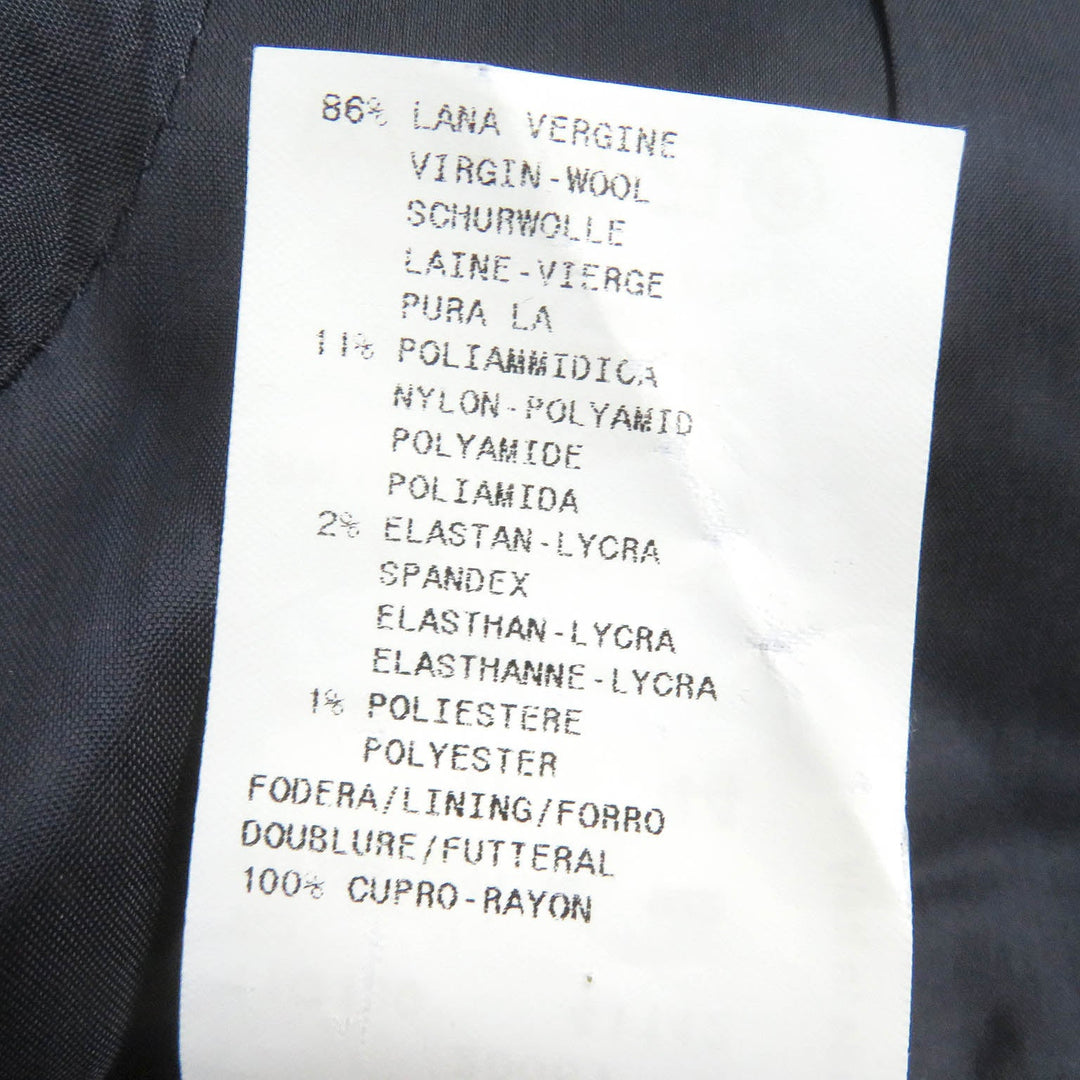 86% LANA VERGINE
VIRGIN-WOOL
SCHURWOLLE
LAINE-VIERGE
PURA LA
11% POLIAMMIDICA
NYLON-POLYAMID
POLYAMIDE
POLIAMIDA
2% ELASTAN-LYCRA
SPANDEX
ELASTHAN-LYCRA
ELASTHANNE-LYCRA
1% POLIESTERE
POLYESTER
FODERA/LINING/FORRO
DOUBLURE/FUTTERAL
100% CUPRO-RAYON